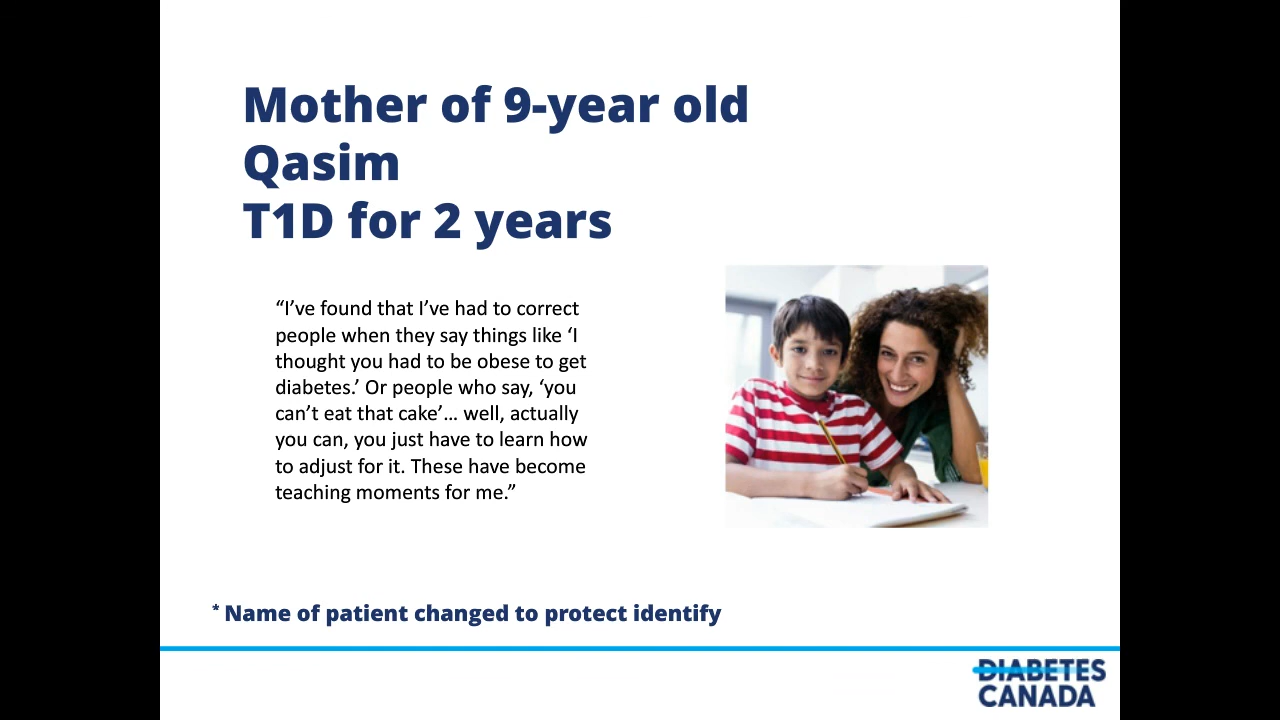 Mother of 9-year old
Qasim
T1D for 2 years
“I’ve found that I’ve had to correct
people when they say things like ‘I
thought you had to be obese to get
diabetes.’ Or people who say, ‘you
can’t eat that cake’... well, actually
you can, you just have to learn how
to adjust for it. These have become
teaching moments for me.”
* Name of patient changed to protect identify
DIABETES
CANADA